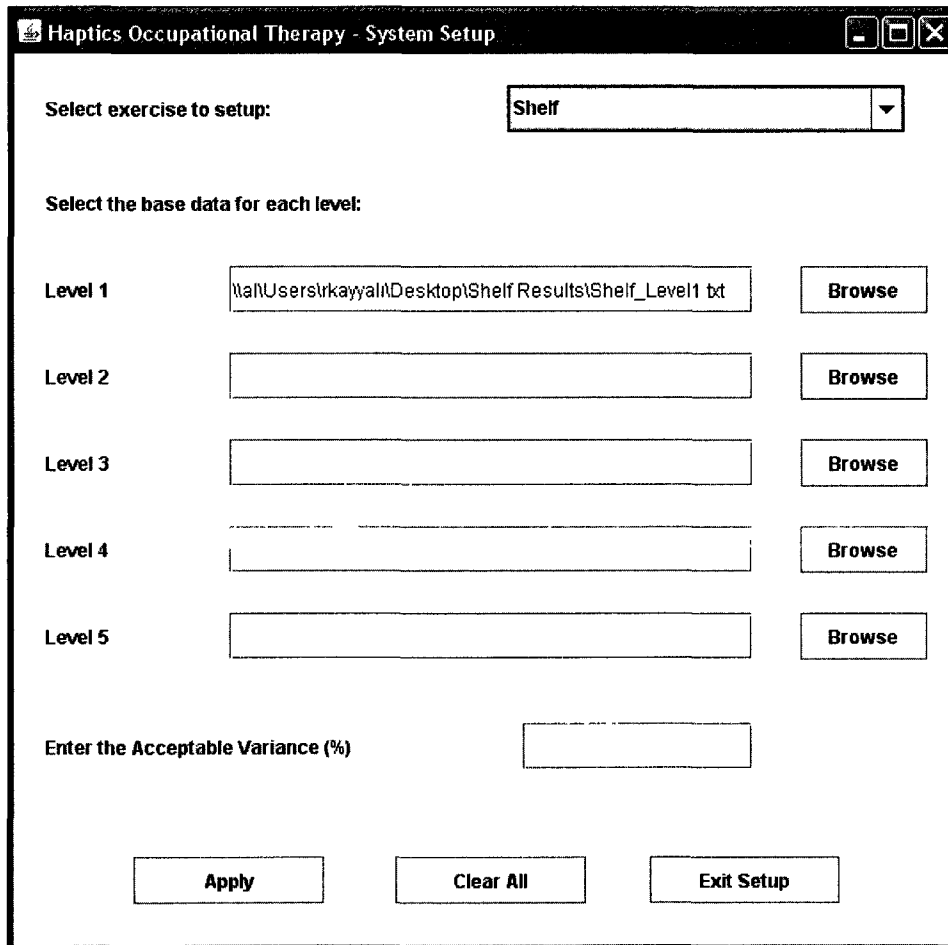 Haptics Occupational Therapy - System Setup
Select exercise to setup: Shelf
Select the base data for each level:
Level 1 \\al\Users\rkayyali\Desktop\Shelf Results\Shelf_Level1 txt Browse
Level 2 Browse
Level 3 Browse
Level 4 Browse
Level 5 Browse
Enter the Acceptable Variance (%)
Apply Clear All Exit Setup